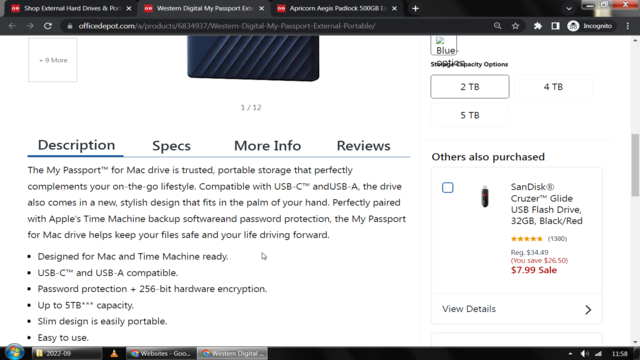 Shop External Hard Drives & Por
Western Digital My Passport Ext
Apricorn Aegis Padlock 500GB Ex
officedepot.com/a/products/6834937/Western-Digital-My-Passport-External-Portable/
Incognito
+ 9 More
1 / 12
Blue-
option
Storage Capacity Options
2 TB
4 TB
5 TB
Description
Specs
More Info
Reviews
The My Passport™ for Mac drive is trusted, portable storage that perfectly
complements your on-the-go lifestyle. Compatible with USB-C™ andUSB-A, the drive
also comes in a new, stylish design that fits in the palm of your hand. Perfectly paired
with Apple's Time Machine backup softwareand password protection, the My Passport
for Mac drive helps keep your files safe and your life driving forward.
Designed for Mac and Time Machine ready.
USB-C™ and USB-A compatible.
Password protection + 256-bit hardware encryption.
Up to 5TB*** capacity.
Slim design is easily portable.
Easy to use.
Others also purchased
SanDisk®
Cruzer™ Glide
USB Flash Drive,
32GB, Black/Red
(1380)
Reg. $34.49
(You save $26.50)
$7.99 Sale
View Details
2022-09
Websites - Goo...
Western Digital ...
11:58